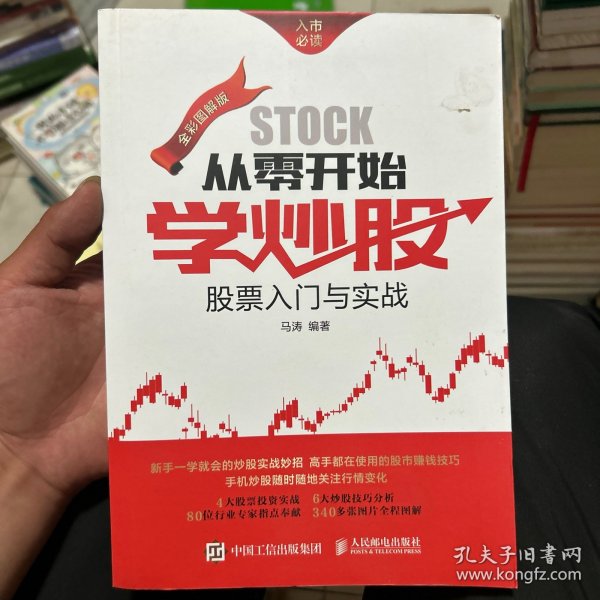 入市
必读
全彩图解版
STOCK
从零开始
学炒股
股票入门与实战
马涛 编著
新手一学就会的炒股实战妙招 高手都在使用的股市赚钱技巧
手机炒股随时随地关注行情变化
4大股票投资实战 6大炒股技巧分析
80位行业专家指点奉献 340多张图片全程图解
中国工信出版集团 人民邮电出版社
POSTS & TELECOM PRESS
孔夫子旧书网
www.kongfz.com